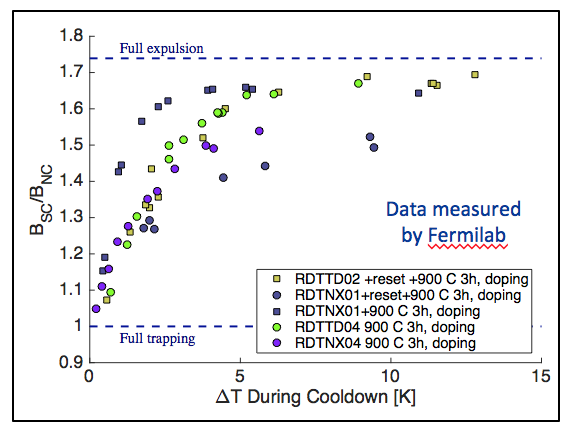 1.8
Full expulsion
1.7
1.6
1.5
1.4
1.3
1.2
1.1
1
0.9
B_SC/B_NC
Data measured
by Fermilab
RDTTD02 +reset +900 C 3h, doping
RDTNX01+reset+900 C 3h, doping
RDTNX01+900 C 3h, doping
RDTTD04 900 C 3h, doping
RDTNX04 900 C 3h, doping
Full trapping
0 5 10 15
ΔT During Cooldown [K]